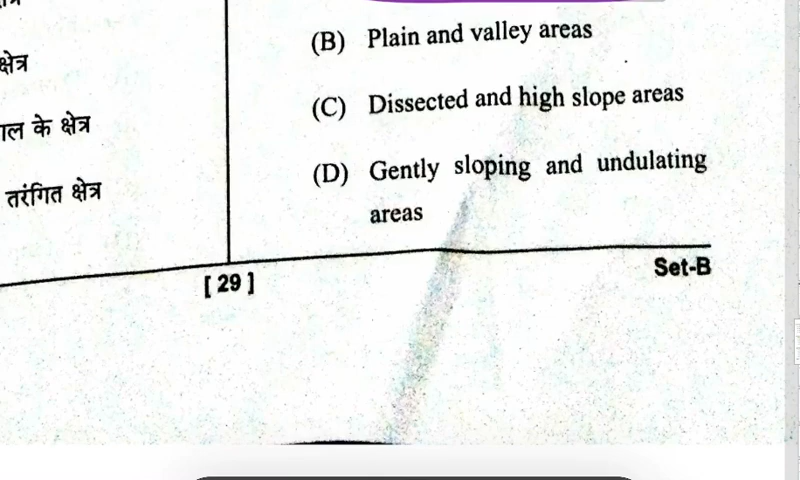 क्षेत्र
के क्षेत्र
तरंगित क्षेत्र
(B) Plain and valley areas
(C) Dissected and high slope areas
(D) Gently sloping and undulating
areas
[ 29 ]
Set-B